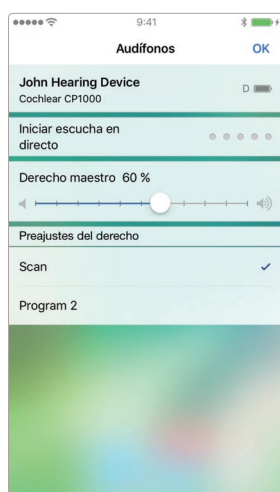 9:41
Audífonos OK
John Hearing Device
Cochlear CP1000
D
Iniciar escucha en
directo
Derecho maestro 60 %
Preajustes del derecho
Scan
Program 2